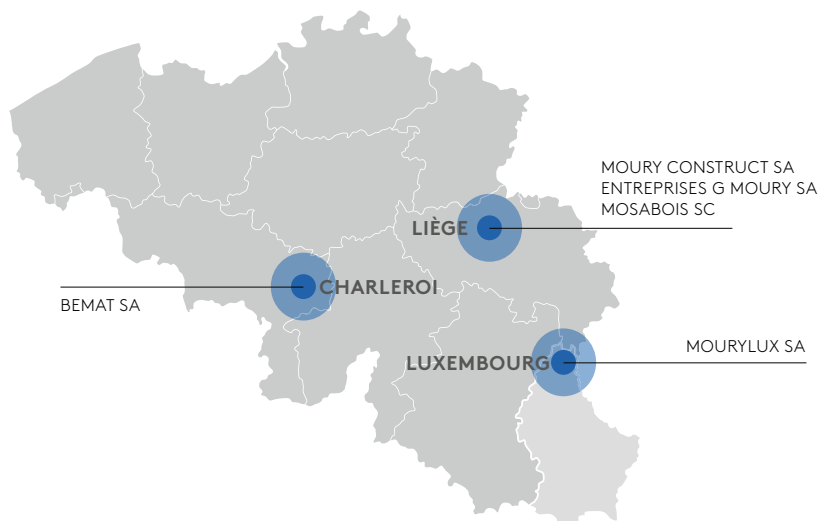 MOURY CONSTRUCT SA
ENTREPRISES G MOURY SA
MOSABOIS SC
LIÈGE
CHARLEROI
BEMAT SA
MOURYLUX SA
LUXEMBOURG